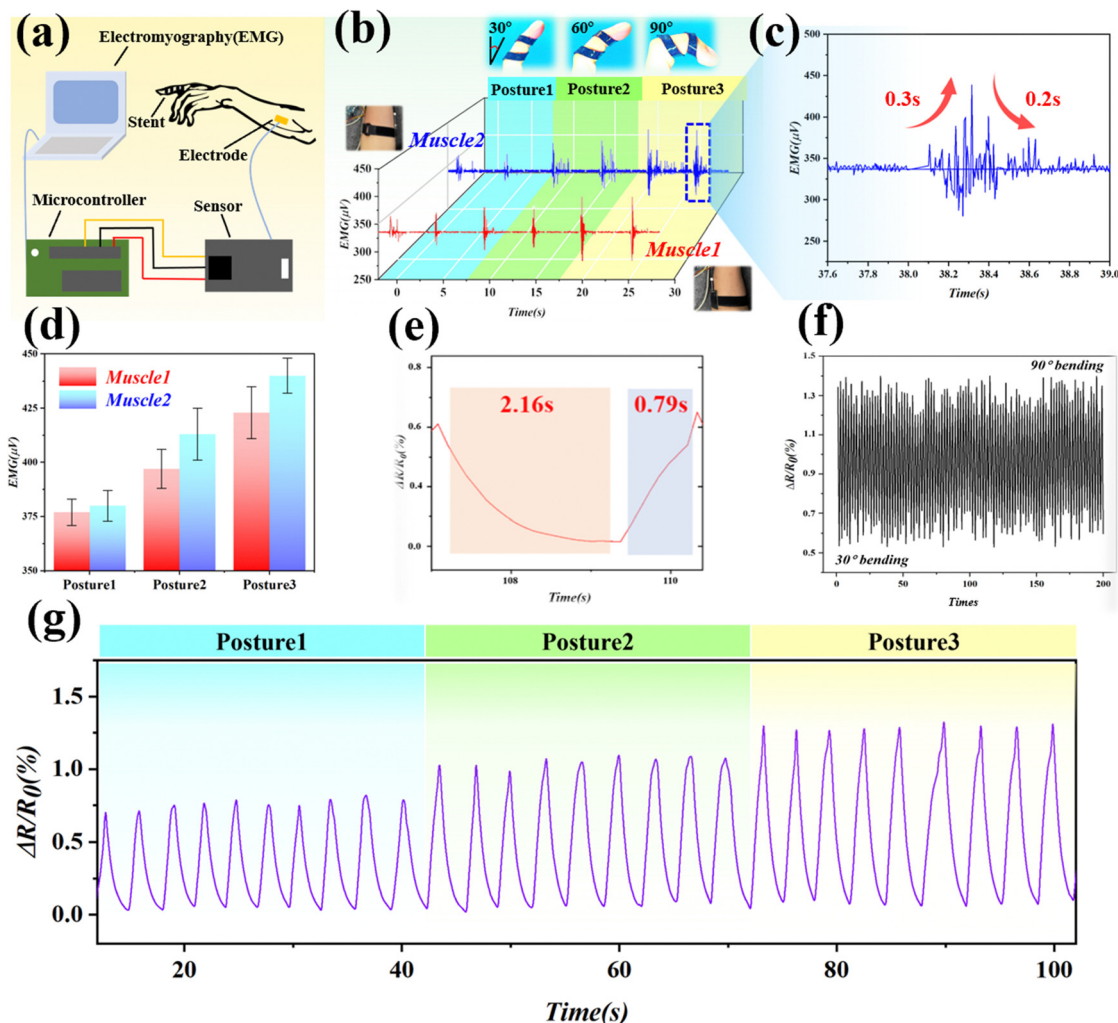 (a)
Electromyography(EMG)
Stent
Electrode
Microcontroller
Sensor
(b)
30°
60°
90°
Posture1
Posture2
Posture3
Muscle2
Muscle1
EMG(μV)
450
400
350
300
250
0
5
10
15
20
25
30
Time(s)
(c)
500
450
400
350
300
250
EMG(μV)
0.3s
0.2s
37.6
37.8
38.0
38.2
38.4
38.6
38.8
39.0
Time(s)
(d)
450
425
400
375
350
EMG(μV)
Muscle1
Muscle2
Posture1
Posture2
Posture3
(e)
0.8
0.6
0.4
0.2
0.0
ΔR/R0(%)
2.16s
0.79s
108
110
Time(s)
(f)
1.5
1.3
1.1
0.9
0.7
0.5
0.4
ΔR/R0(%)
90° bending
30° bending
0
50
100
150
200
Times
(g)
Posture1
Posture2
Posture3
1.5
1.0
0.5
0.0
ΔR/R0(%)
20
40
60
80
100
Time(s)